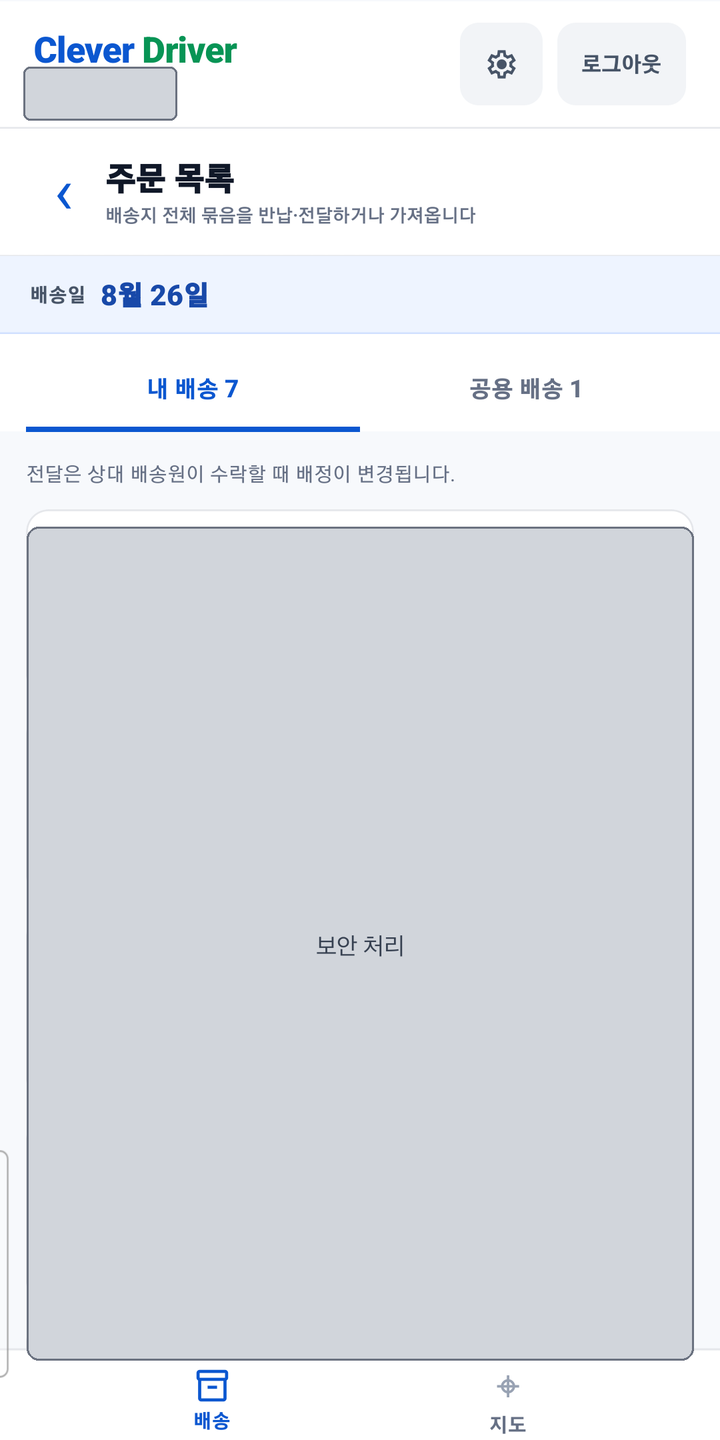 Clever Driver
로그아웃
주문 목록
배송지 전체 묶음을 반납·전달하거나 가져옵니다
배송일 8월 26일
내 배송 7
공용 배송 1
전달은 상대 배송원이 수락할 때 배정이 변경됩니다.
보안 처리
배송
지도